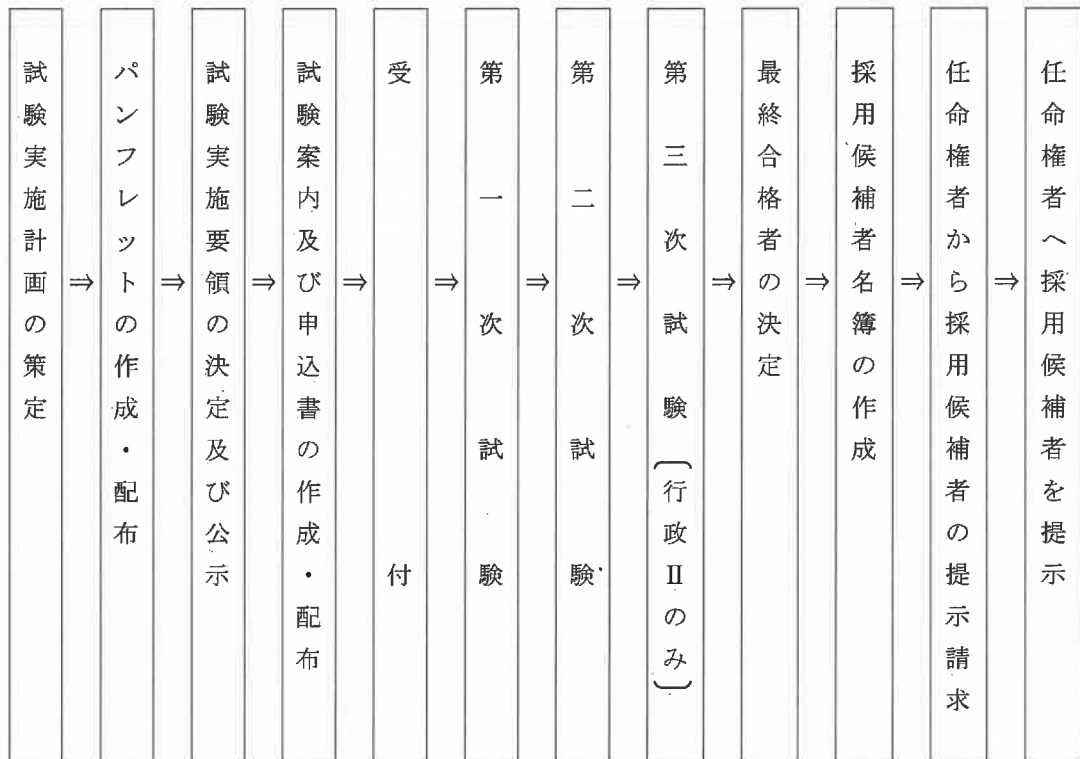 試験実施計画の策定
⇒
パンフレットの作成・配布
⇒
試験実施要領の決定及び公示
⇒
試験案内及び申込書の作成・配布
⇒
受付
⇒
第一次試験
⇒
第二次試験
⇒
第三次試験〔行政Ⅱのみ〕
⇒
最終合格者の決定
⇒
採用候補者名簿の作成
⇒
任命権者から採用候補者の提示請求
⇒
任命権者へ採用候補者を提示